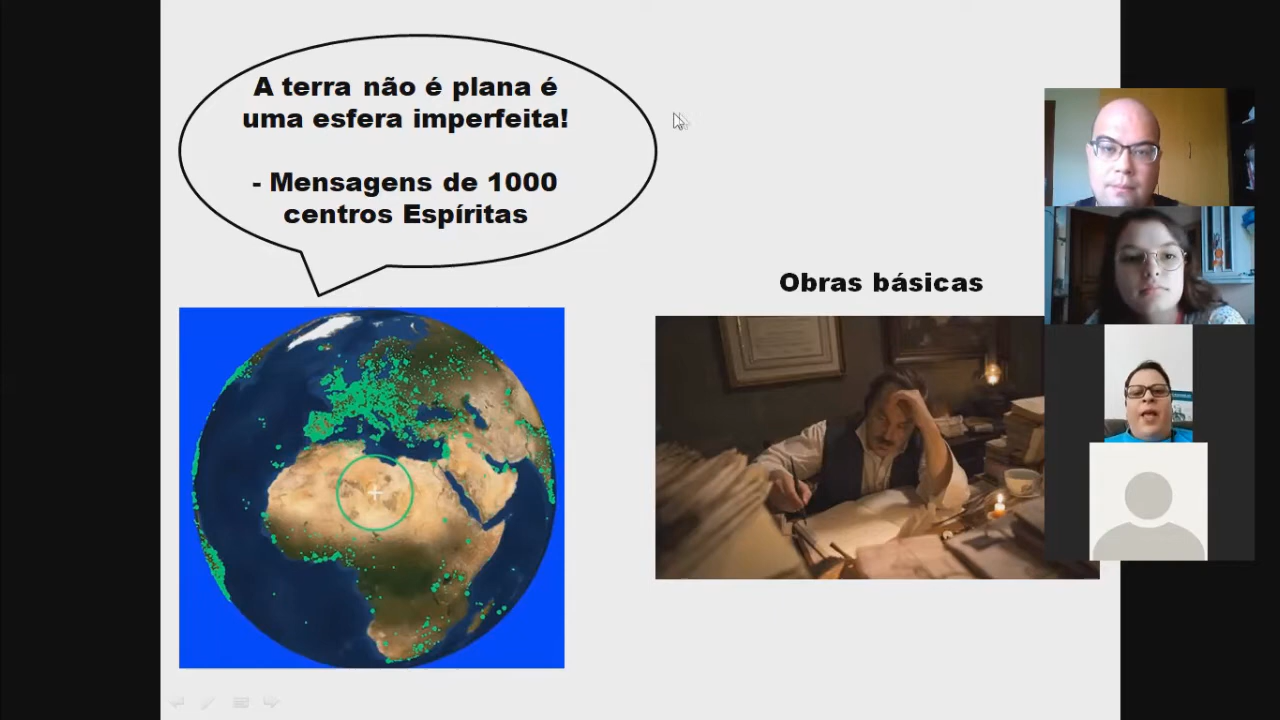 A terra não é plana é
uma esfera imperfeita!
- Mensagens de 1000
centros Espíritas
Obras básicas